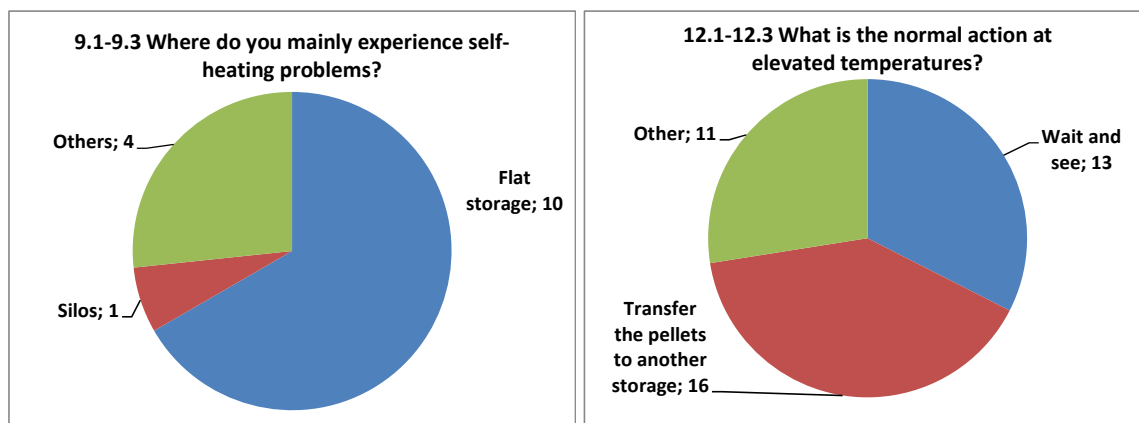 9.1-9.3 Where do you mainly experience self-
heating problems?
Others; 4
Flat
storage; 10
Silos; 1
12.1-12.3 What is the normal action at
elevated temperatures?
Other; 11
Wait and
see; 13
Transfer
the pellets
to another
storage; 16